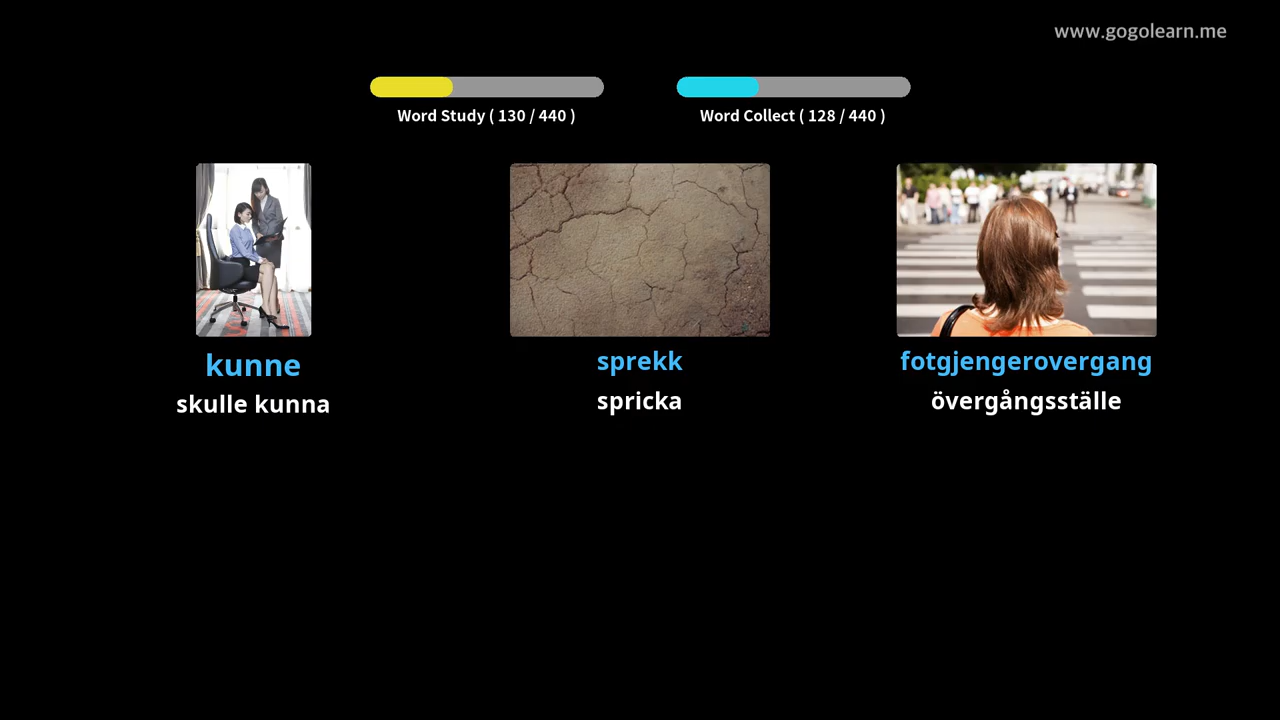 www.gogolearn.me
Word Study ( 130 / 440 )
Word Collect ( 128 / 440 )
kunne
skulle kunna
sprekk
spricka
fotgjengerovergang
övergångsställe